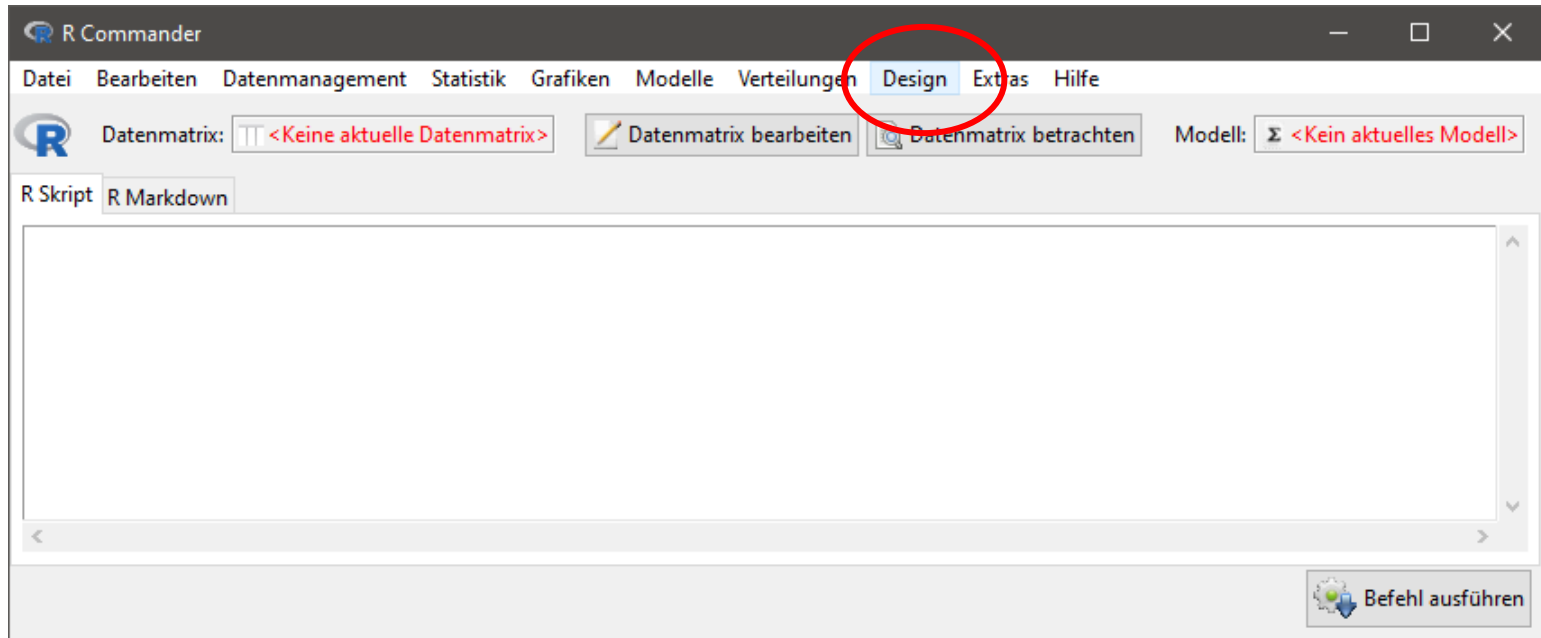 R Commander
Datei Bearbeiten Datenmanagement Statistik Grafiken Modelle Verteilungen Design Extras Hilfe
R Datenmatrix: <Keine aktuelle Datenmatrix> Datenmatrix bearbeiten Datenmatrix betrachten Modell: Σ <Kein aktuelles Modell>
R Skript R Markdown
Befehl ausführen